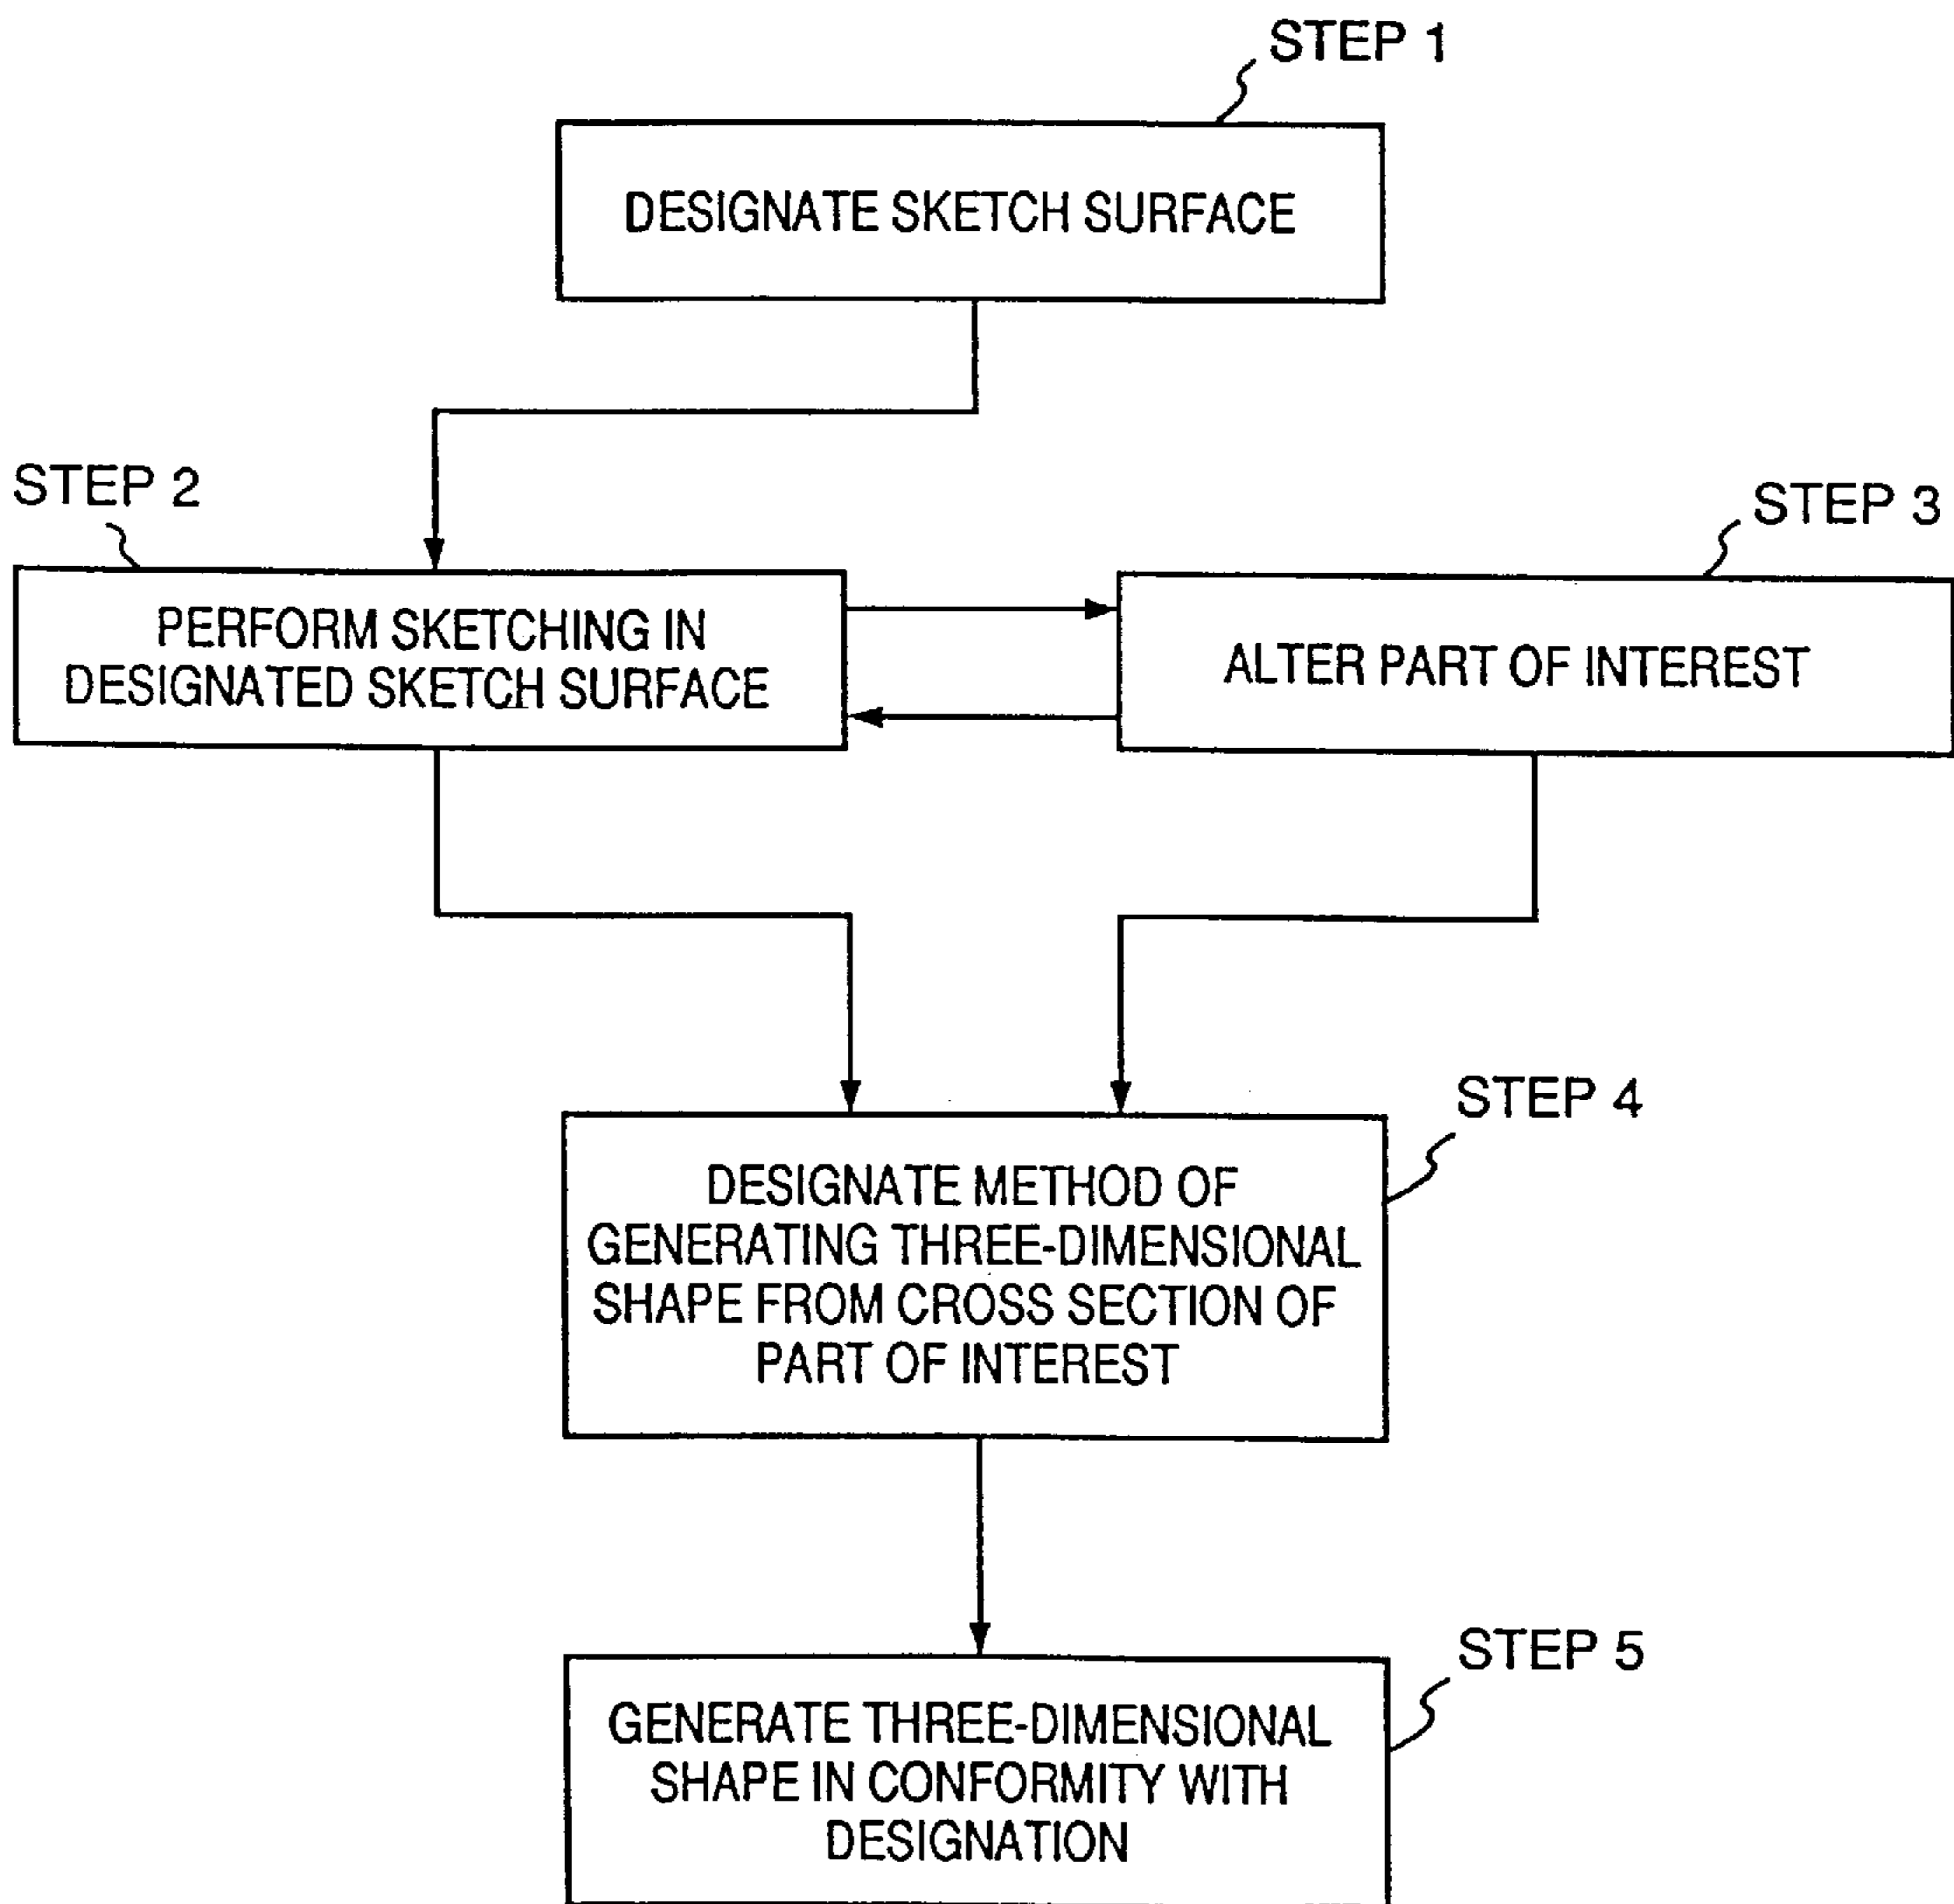 STEP 1
DESIGNATE SKETCH SURFACE
STEP 2
STEP 3
PERFORM SKETCHING IN
DESIGNATED SKETCH SURFACE
ALTER PART OF INTEREST
STEP 4
DESIGNATE METHOD OF
GENERATING THREE-DIMENSIONAL
SHAPE FROM CROSS SECTION OF
PART OF INTEREST
STEP 5
GENERATE THREE-DIMENSIONAL
SHAPE IN CONFORMITY WITH
DESIGNATION